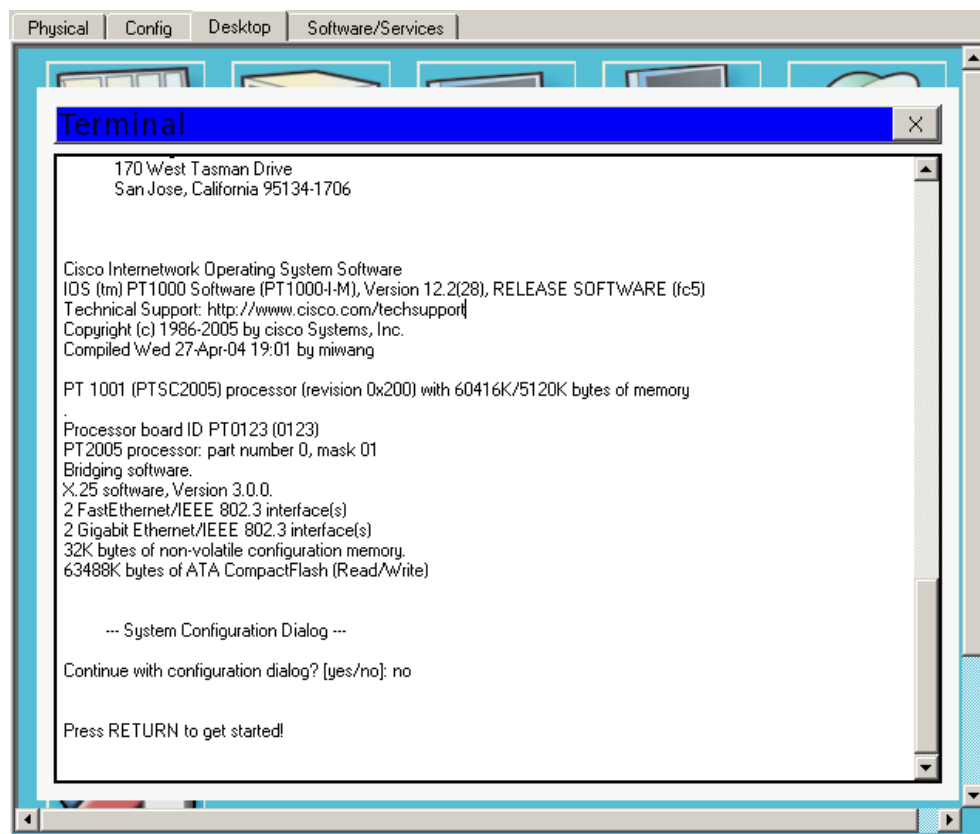 Physical Config Desktop Software/Services
Terminal
170 West Tasman Drive
San Jose, California 95134-1706
Cisco Internetwork Operating System Software
IOS (tm) PT1000 Software (PT1000-I-M), Version 12.2(28), RELEASE SOFTWARE (fc5)
Technical Support: http://www.cisco.com/techsupport
Copyright (c) 1986-2005 by cisco Systems, Inc.
Compiled Wed 27-Apr-04 19:01 by miwang
PT 1001 (PTSC2005) processor (revision 0x200) with 60416K/5120K bytes of memory
.
Processor board ID PT0123 (0123)
PT2005 processor: part number 0, mask 01
Bridging software.
X.25 software, Version 3.0.0.
2 FastEthernet/IEEE 802.3 interface(s)
2 Gigabit Ethernet/IEEE 802.3 interface(s)
32K bytes of non-volatile configuration memory.
63488K bytes of ATA CompactFlash (Read/Write)
--- System Configuration Dialog ---
Continue with configuration dialog? [yes/no]: no
Press RETURN to get started!